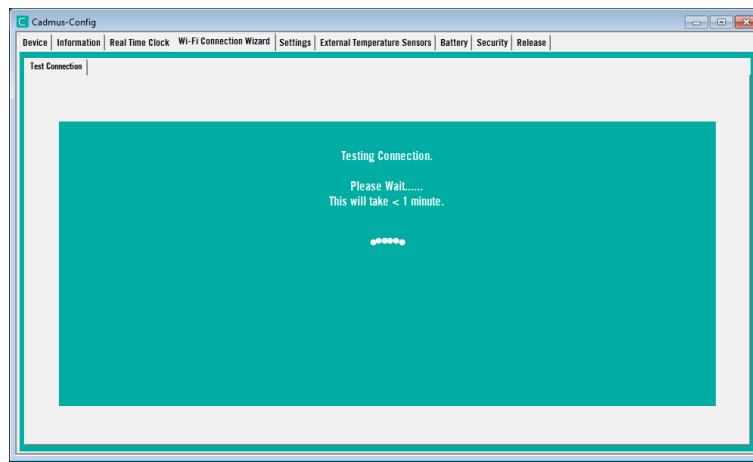 Cadmus-Config
Device Information Real Time Clock Wi-Fi Connection Wizard Settings External Temperature Sensors Battery Security Release
Test Connection
Testing Connection.
Please Wait......
This will take < 1 minute.